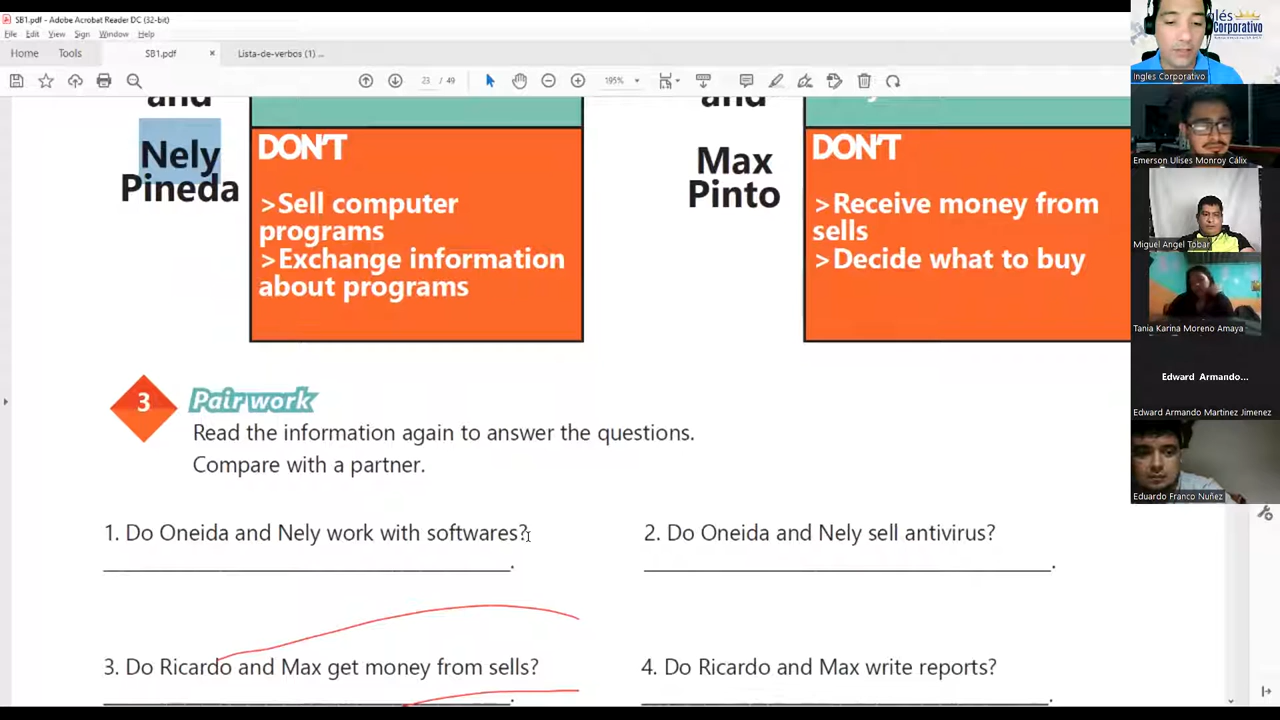 SB1.pdf - Adobe Acrobat Reader DC (32-bit)
File Edit View Sign Window Help
Home Tools SB1.pdf × Lista-de-verbos (1) ...
23 / 49 195%
and
Nely
Pineda
DON'T
>Sell computer
programs
>Exchange information
about programs
and
Max
Pinto
DON'T
>Receive money from
sells
>Decide what to buy
3 Pair work
Read the information again to answer the questions.
Compare with a partner.
1. Do Oneida and Nely work with softwares?
2. Do Oneida and Nely sell antivirus?
3. Do Ricardo and Max get money from sells?
4. Do Ricardo and Max write reports?
glés
Corporativo
Ingles Corporativo
Emerson Ulises Monroy Cálix
Miguel Angel Tobar
Tania Karina Moreno Amaya
Edward Armando...
Edward Armando Martinez Jimenez
Eduardo Franco Nuñez